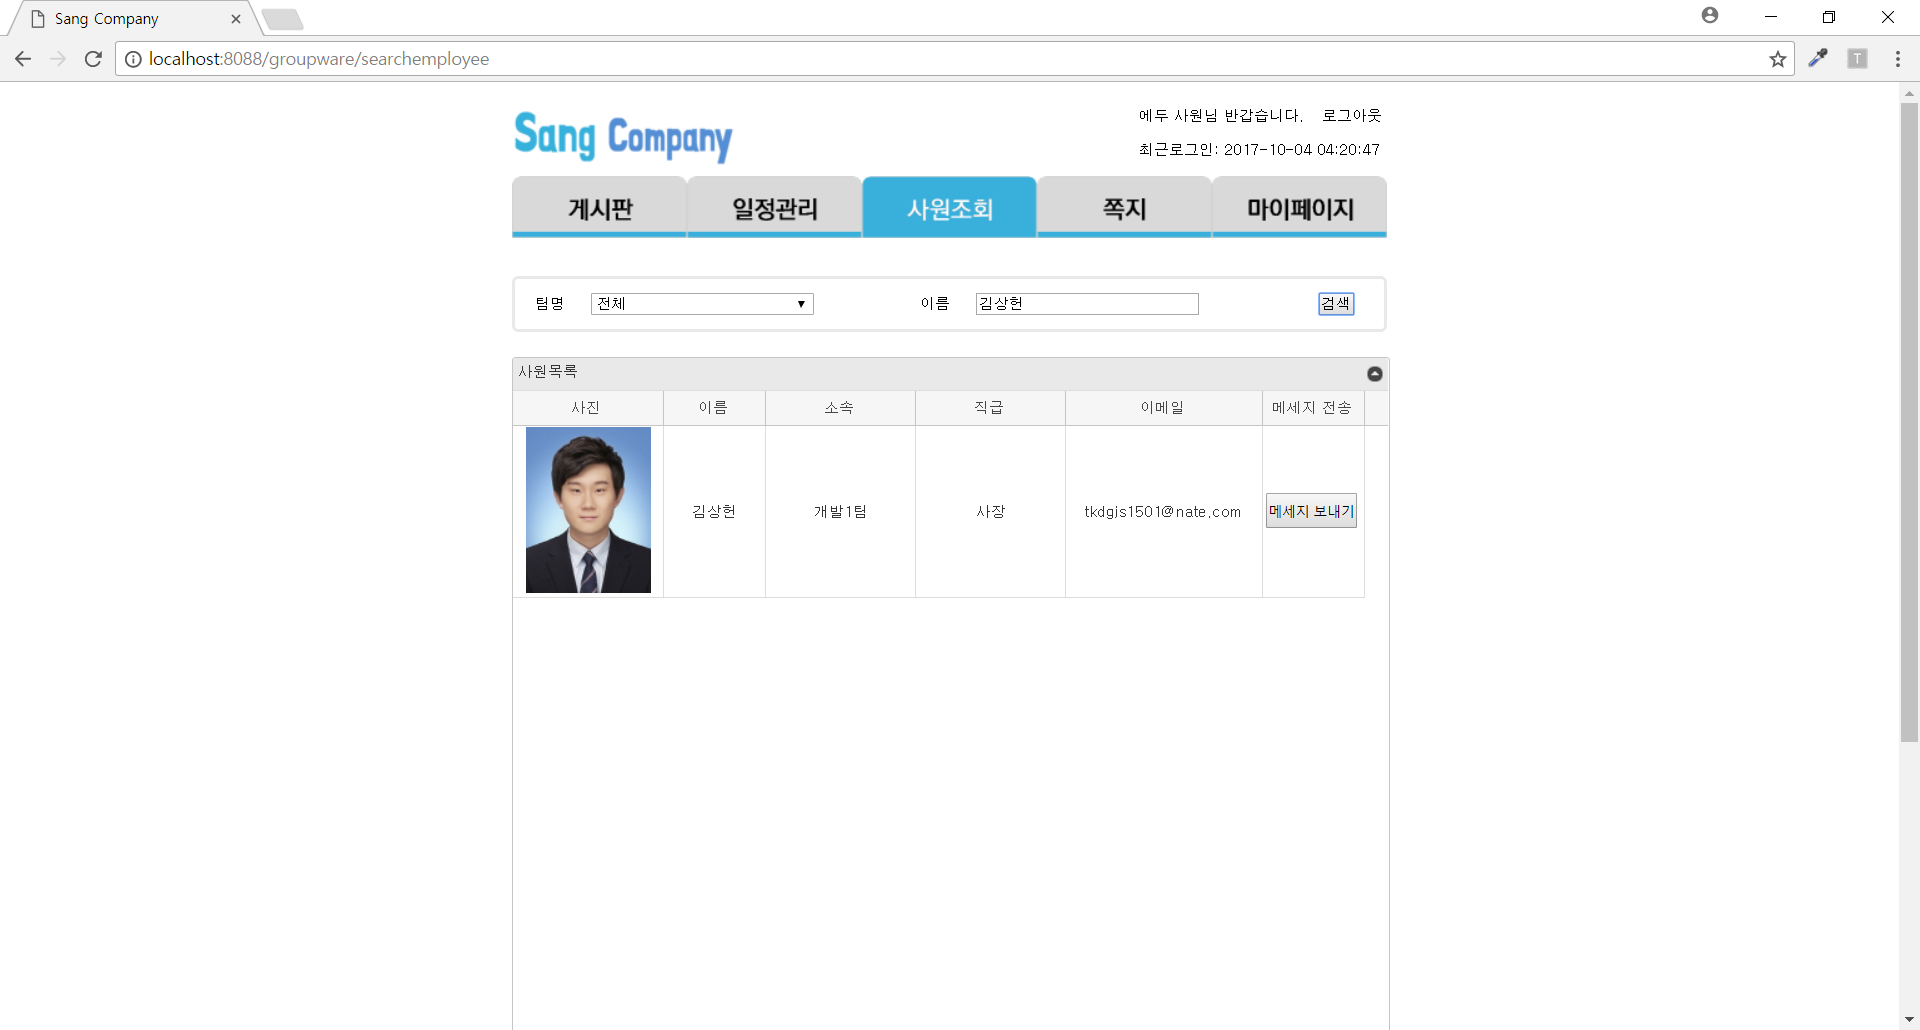 Sang Company
localhost:8088/groupware/searchemployee
T
Sang Company
에두 사원님 반갑습니다. 로그아웃
최근로그인: 2017-10-04 04:20:47
게시판 일정관리 사원조회 쪽지 마이페이지
팀명 전체 이름 김상헌 검색
사원목록
사진 이름 소속 직급 이메일 메세지 전송
김상헌 개발1팀 사장 tkdgjs1501@nate.com 메세지 보내기